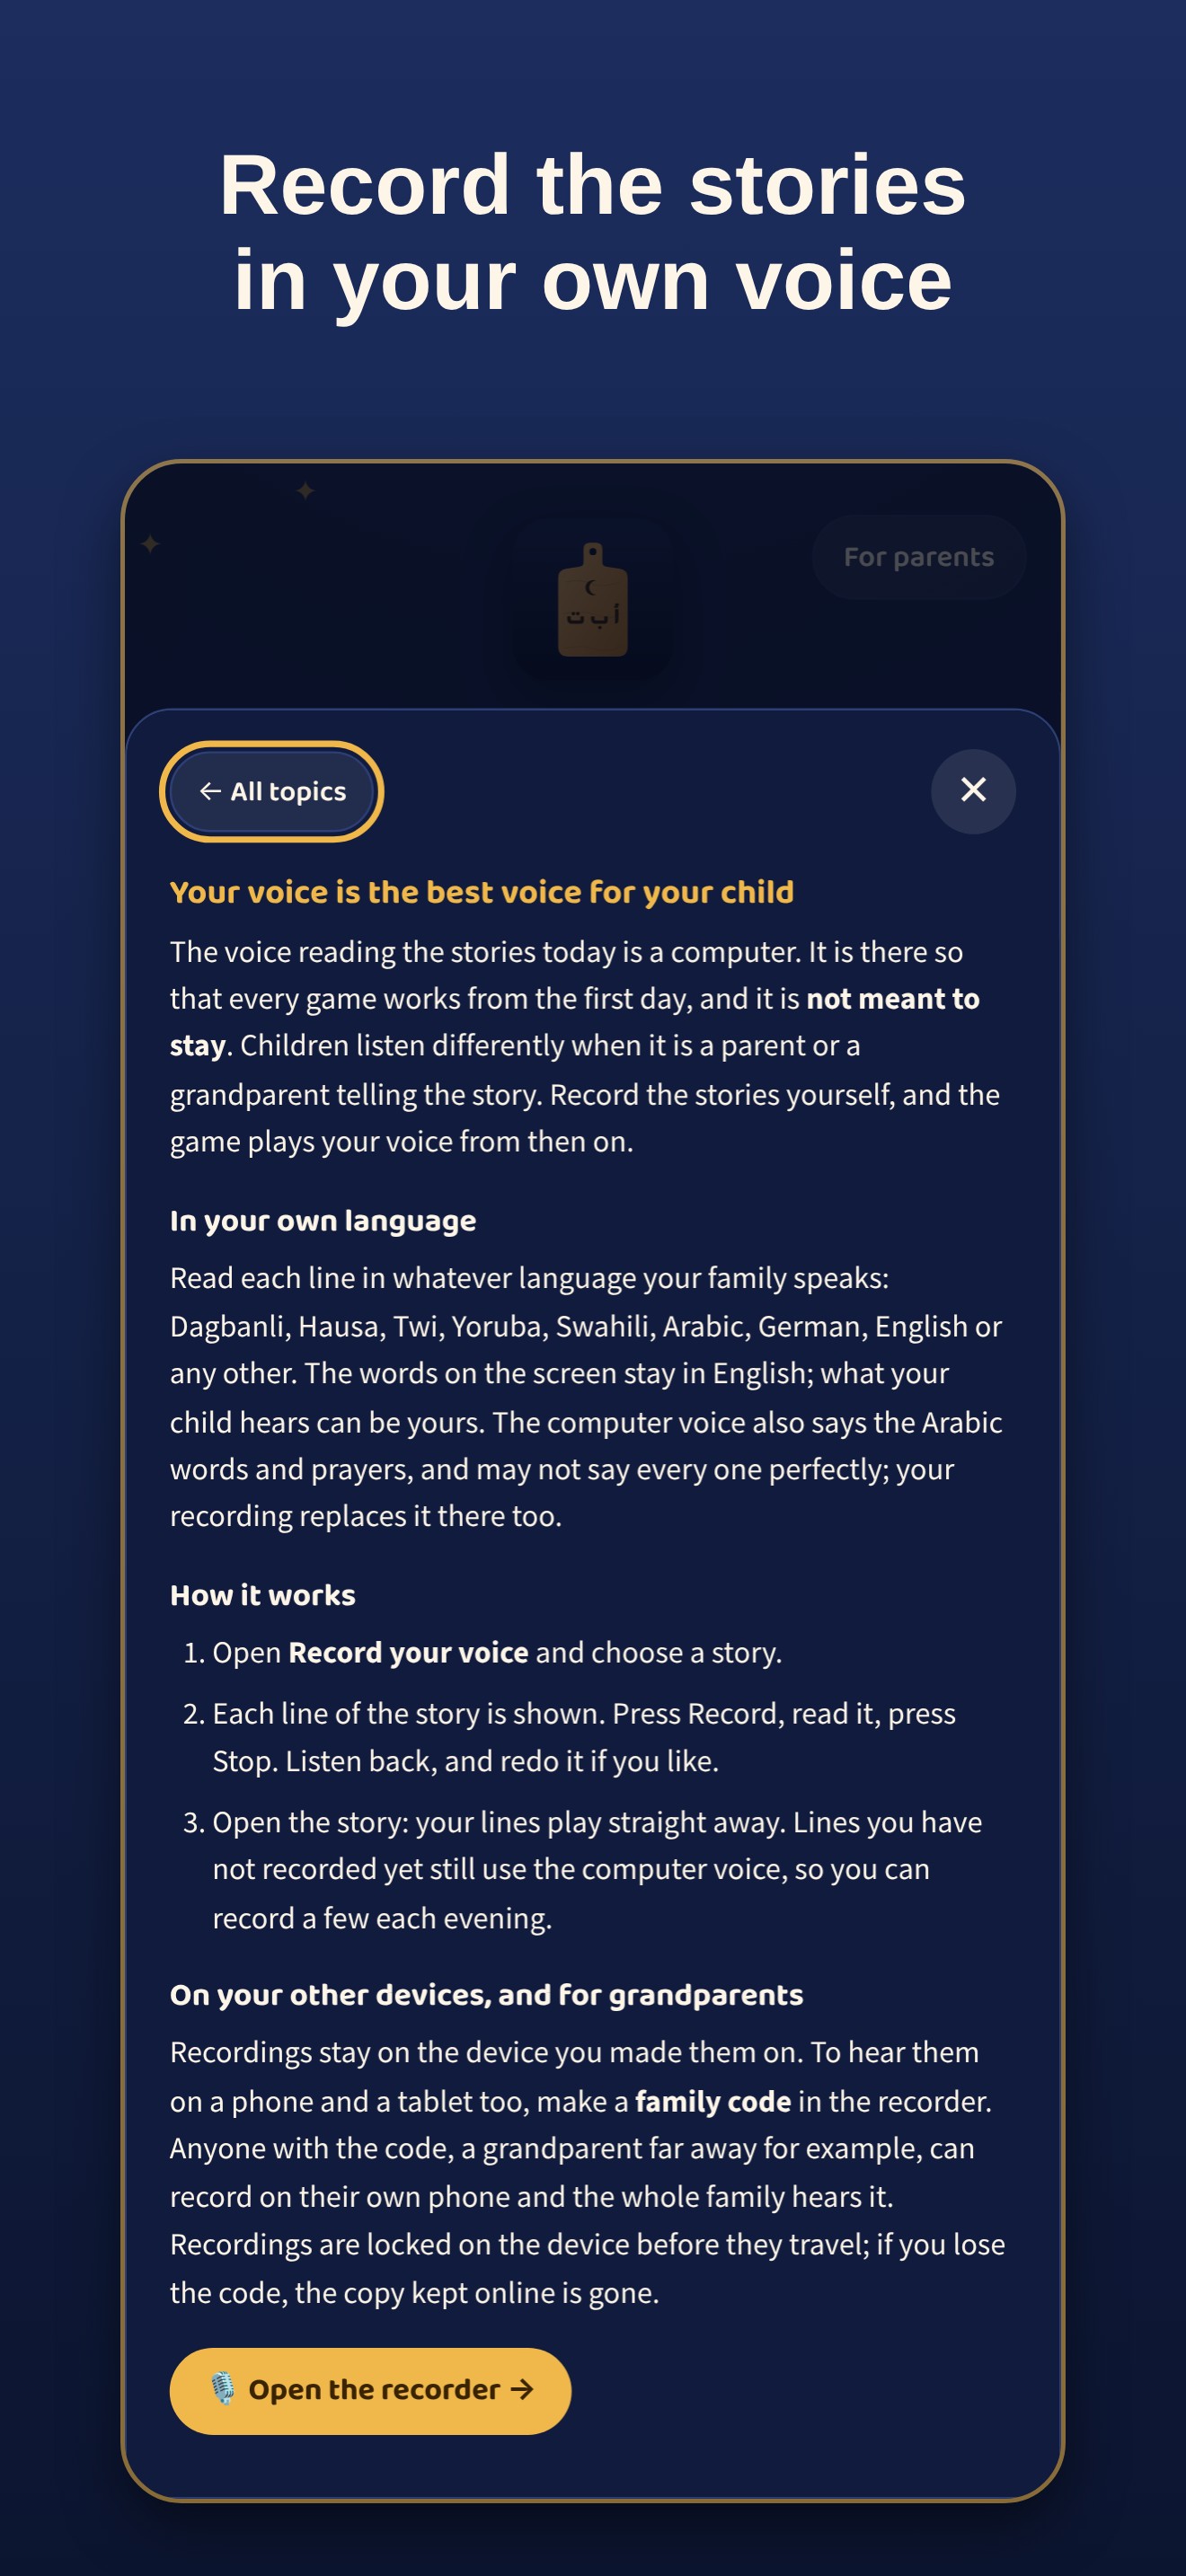 Record the stories
in your own voice
For parents
أ ب ت
← All topics
✕
Your voice is the best voice for your child
The voice reading the stories today is a computer. It is there so
that every game works from the first day, and it is not meant to
stay. Children listen differently when it is a parent or a
grandparent telling the story. Record the stories yourself, and the
game plays your voice from then on.
In your own language
Read each line in whatever language your family speaks:
Dagbanli, Hausa, Twi, Yoruba, Swahili, Arabic, German, English or
any other. The words on the screen stay in English; what your
child hears can be yours. The computer voice also says the Arabic
words and prayers, and may not say every one perfectly; your
recording replaces it there too.
How it works
1. Open Record your voice and choose a story.
2. Each line of the story is shown. Press Record, read it, press
Stop. Listen back, and redo it if you like.
3. Open the story: your lines play straight away. Lines you have
not recorded yet still use the computer voice, so you can
record a few each evening.
On your other devices, and for grandparents
Recordings stay on the device you made them on. To hear them
on a phone and a tablet too, make a family code in the recorder.
Anyone with the code, a grandparent far away for example, can
record on their own phone and the whole family hears it.
Recordings are locked on the device before they travel; if you lose
the code, the copy kept online is gone.
🎙️ Open the recorder →